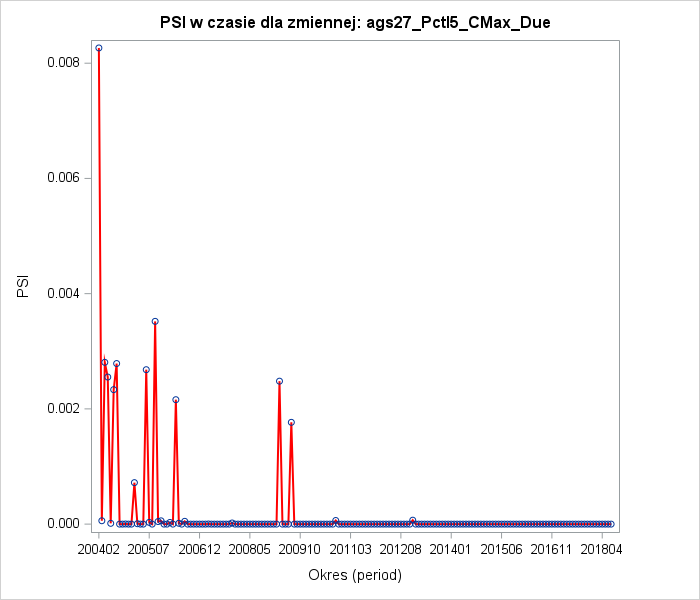 PSI w czasie dla zmiennej: ags27_Pctl5_CMax_Due
0.008
0.006
0.004
0.002
0.000
PSI
200402 200507 200612 200805 200910 201103 201208 201401 201506 201611 201804
Okres (period)